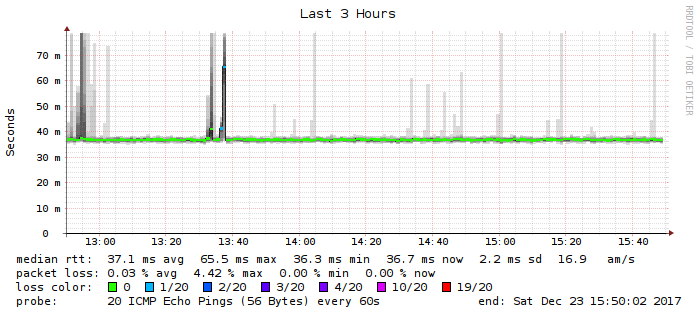 Last 3 Hours
RRDTOOL / TOBI OETIKER
Seconds
70 m
60 m
50 m
40 m
30 m
20 m
10 m
0
13:00 13:20 13:40 14:00 14:20 14:40 15:00 15:20 15:40
median rtt: 37.1 ms avg 65.5 ms max 36.3 ms min 36.7 ms now 2.2 ms sd 16.9 am/s
packet loss: 0.03 % avg 4.42 % max 0.00 % min 0.00 % now
loss color: 0 1/20 2/20 3/20 4/20 10/20 19/20
probe: 20 ICMP Echo Pings (56 Bytes) every 60s end: Sat Dec 23 15:50:02 2017